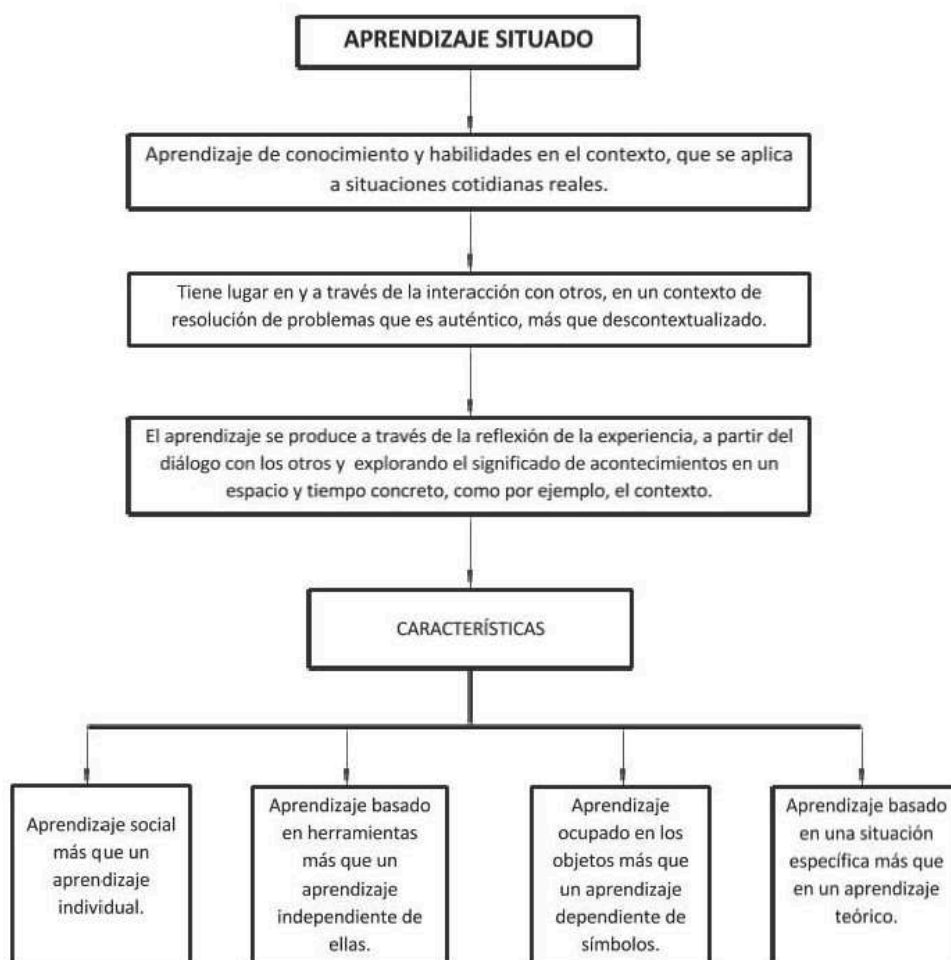 APRENDIZAJE SITUADO
Aprendizaje de conocimiento y habilidades en el contexto, que se aplica
a situaciones cotidianas reales.
Tiene lugar en y a través de la interacción con otros, en un contexto de
resolución de problemas que es auténtico, más que descontextualizado.
El aprendizaje se produce a través de la reflexión de la experiencia, a partir del
diálogo con los otros y explorando el significado de acontecimientos en un
espacio y tiempo concreto, como por ejemplo, el contexto.
CARACTERÍSTICAS
Aprendizaje social
más que un
aprendizaje
individual.
Aprendizaje basado
en herramientas
más que un
aprendizaje
independiente de
ellas.
Aprendizaje
ocupado en los
objetos más que
un aprendizaje
dependiente de
símbolos.
Aprendizaje basado
en una situación
específica más que
en un aprendizaje
teórico.